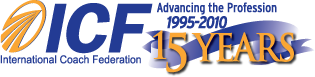 ICF
International Coach Federation
Advancing the Profession
1995-2010
15 YEARS